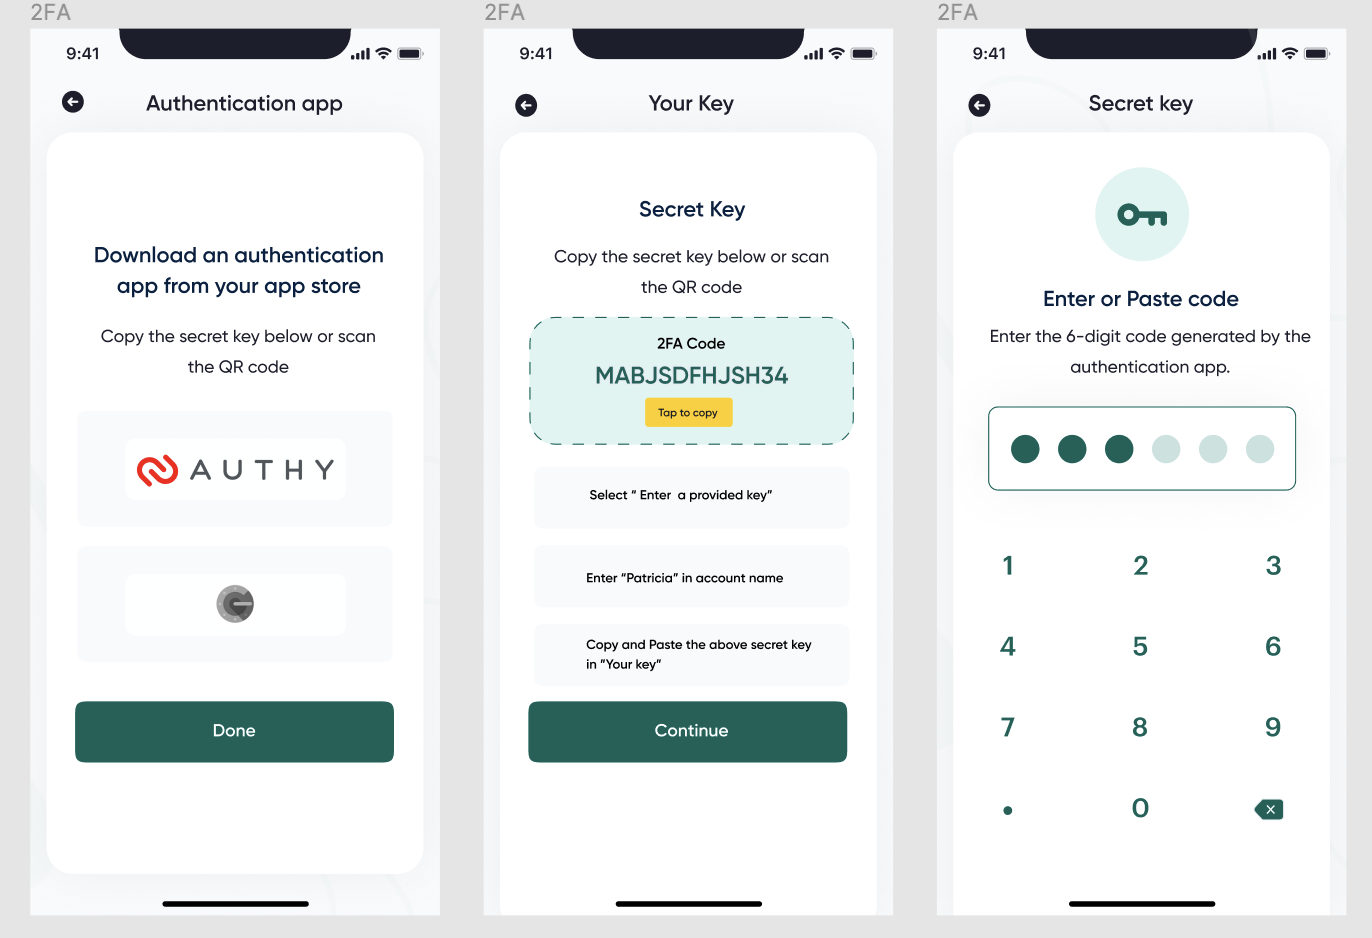 2FA
9:41
Authentication app
Download an authentication
app from your app store
Copy the secret key below or scan
the QR code
AUTHY
Done
2FA
9:41
Your Key
Secret Key
Copy the secret key below or scan
the QR code
2FA Code
MABJSDFHJSH34
Tap to copy
Select “ Enter  a provided key”
Enter “Patricia” in account name
Copy and Paste the above secret key
in “Your key”
Continue
2FA
9:41
Secret key
Enter or Paste code
Enter the 6-digit code generated by the
authentication app.
1 2 3
4 5 6
7 8 9
. 0